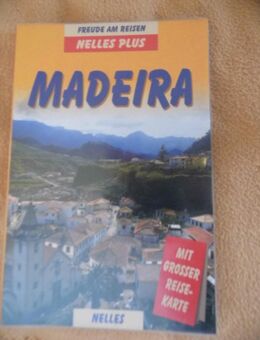 FREUDE AM REISEN
NELLES PLUS
MADEIRA
MIT
GROSSER
REISE-
KARTE
NELLES